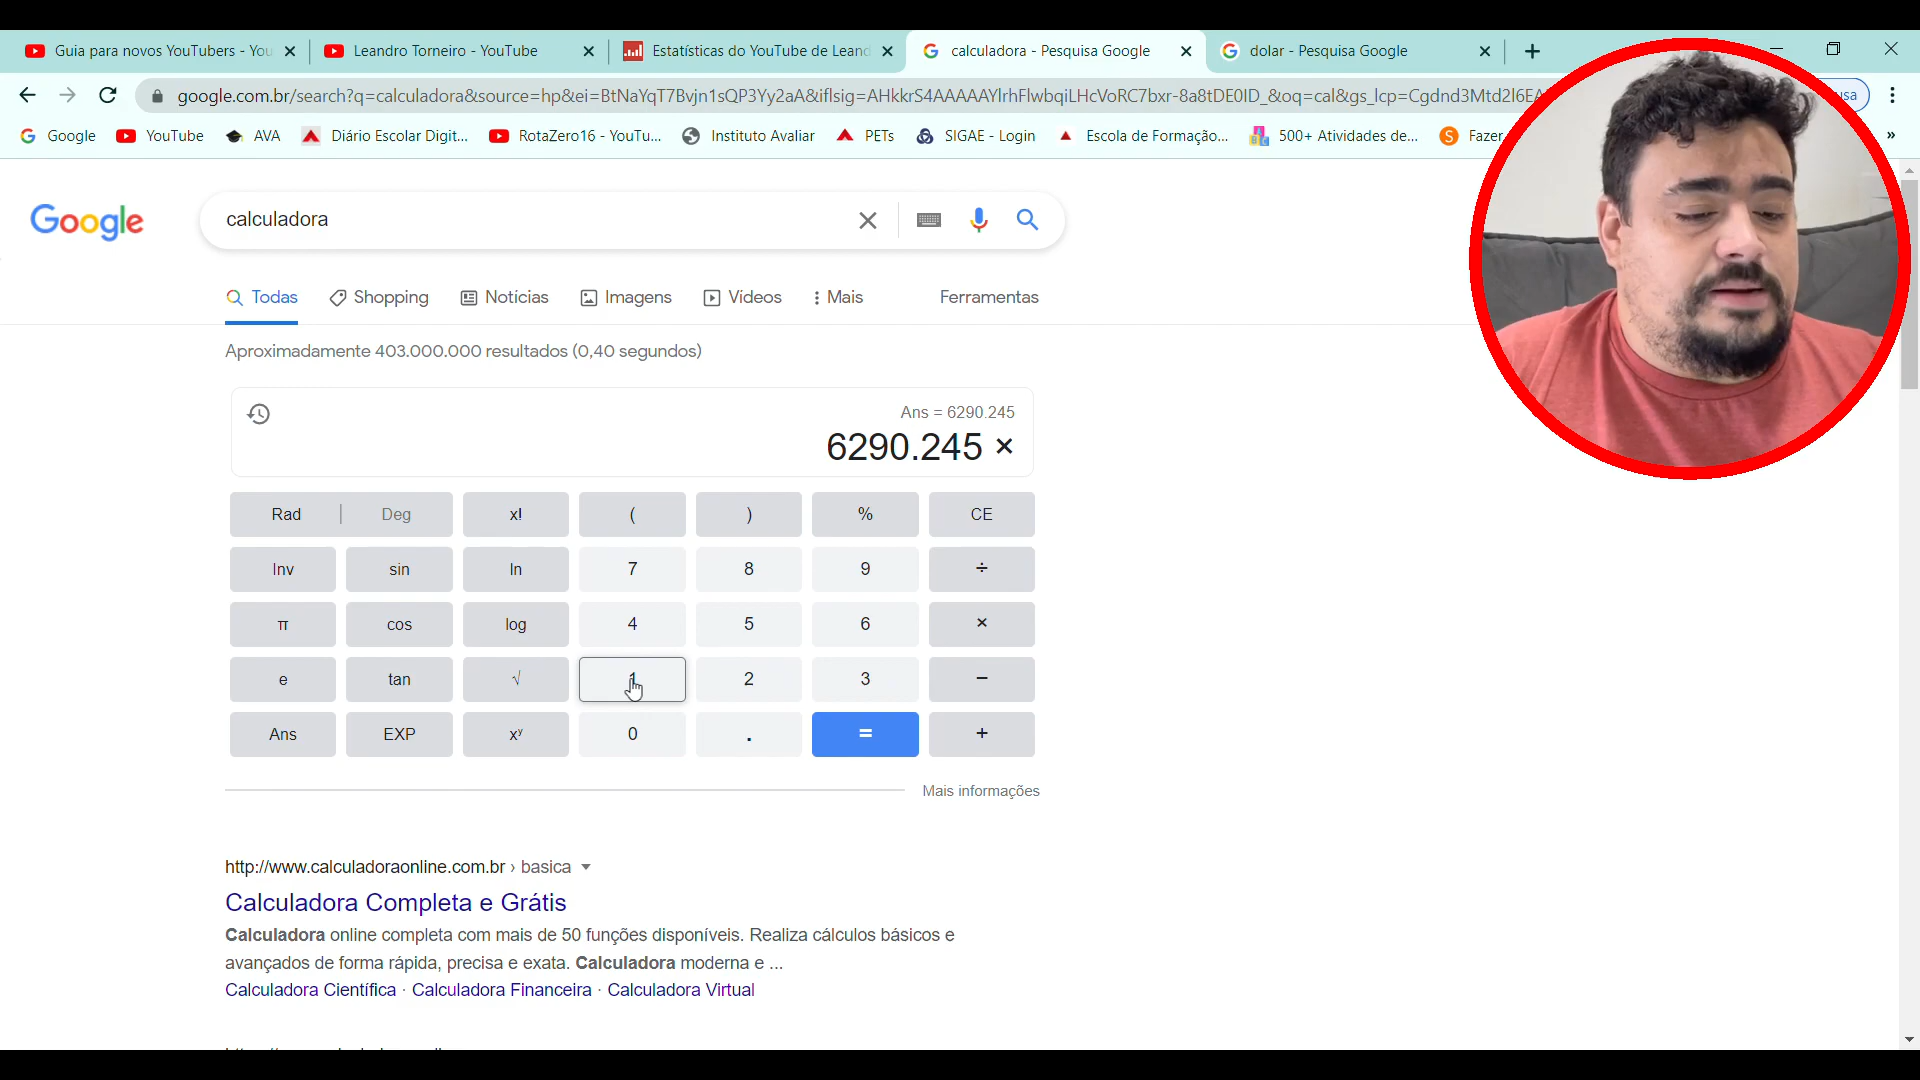 Guia para novos YouTubers - You
Leandro Torneiro - YouTube
Estatísticas do YouTube de Leand
calculadora - Pesquisa Google
dolar - Pesquisa Google
google.com.br/search?q=calculadora&source=hp&ei=BtNaYqT7Bvjn1sQP3Yy2aA&iflsig=AHkkrS4AAAAAYlrhFlwbqiLHcVoRC7bxr-8a8tDE0ID_&oq=cal&gs_lcp=Cgdnd3Mtd2l6EA
usa
Google
YouTube
AVA
Diário Escolar Digit...
RotaZero16 - YouTu...
Instituto Avaliar
PETs
SIGAE - Login
Escola de Formação...
500+ Atividades de...
Fazer
»
Google
calculadora
Todas
Shopping
Notícias
Imagens
Vídeos
Mais
Ferramentas
Aproximadamente 403.000.000 resultados (0,40 segundos)
Ans = 6290.245
6290.245 ×
Rad | Deg
x!
(
)
%
CE
Inv
sin
ln
7
8
9
÷
π
cos
log
4
5
6
×
e
tan
√
1
2
3
−
Ans
EXP
xʸ
0
.
=
+
Mais informações
http://www.calculadoraonline.com.br › basica
Calculadora Completa e Grátis
Calculadora online completa com mais de 50 funções disponíveis. Realiza cálculos básicos e
avançados de forma rápida, precisa e exata. Calculadora moderna e ...
Calculadora Científica · Calculadora Financeira · Calculadora Virtual